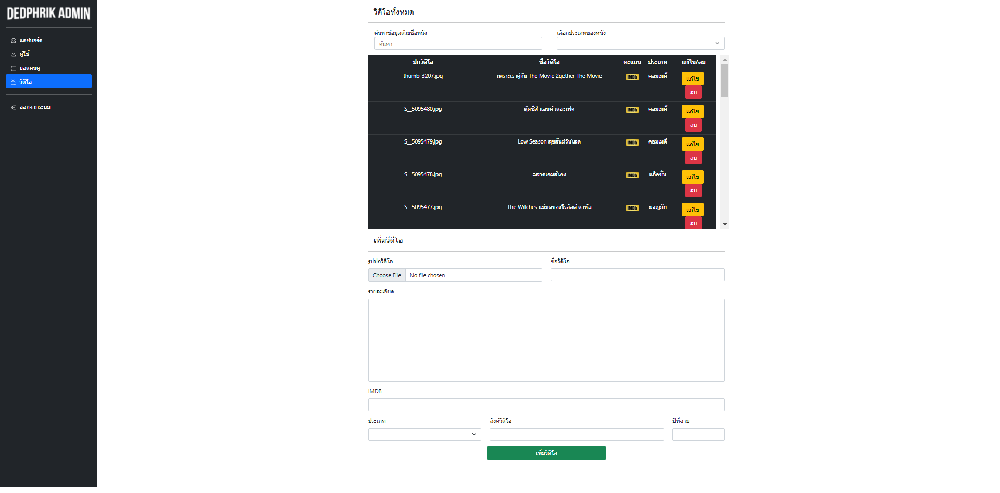 DEDPHRIK ADMIN
แดชบอร์ด
ผู้ใช้
ยอดคนดู
วิดีโอ
ออกจากระบบ
วิดีโอทั้งหมด
ค้นหาข้อมูลด้วยชื่อหนัง
เลือกประเภทของหนัง
ค้นหา
ปกวิดีโอ ชื่อวิดีโอ คะแนน ประเภท แก้ไข/ลบ
thumb_3207.jpg เพราะเราคู่กัน The Movie 2gether The Movie IMDb คอมเมดี้ แก้ไข
ลบ
S__5095480.jpg ตุ๊ดซี่ส์ แอนด์ เดอะเฟค IMDb คอมเมดี้ แก้ไข
ลบ
S__5095479.jpg Low Season สุขสันต์วันโสด IMDb คอมเมดี้ แก้ไข
ลบ
S__5095478.jpg ฉลาดเกมส์โกง IMDb แอ็คชั่น แก้ไข
ลบ
S__5095477.jpg The Witches แม่มดของโรอัลด์ ดาห์ล IMDb ผจญภัย แก้ไข
ลบ
เพิ่มวีดีโอ
รูปปกวิดีโอ
ชื่อวิดีโอ
Choose File No file chosen
รายละเอียด
IMDB
ประเภท
ลิงค์วิดีโอ
ปีที่ฉาย
เพิ่มวีดีโอ